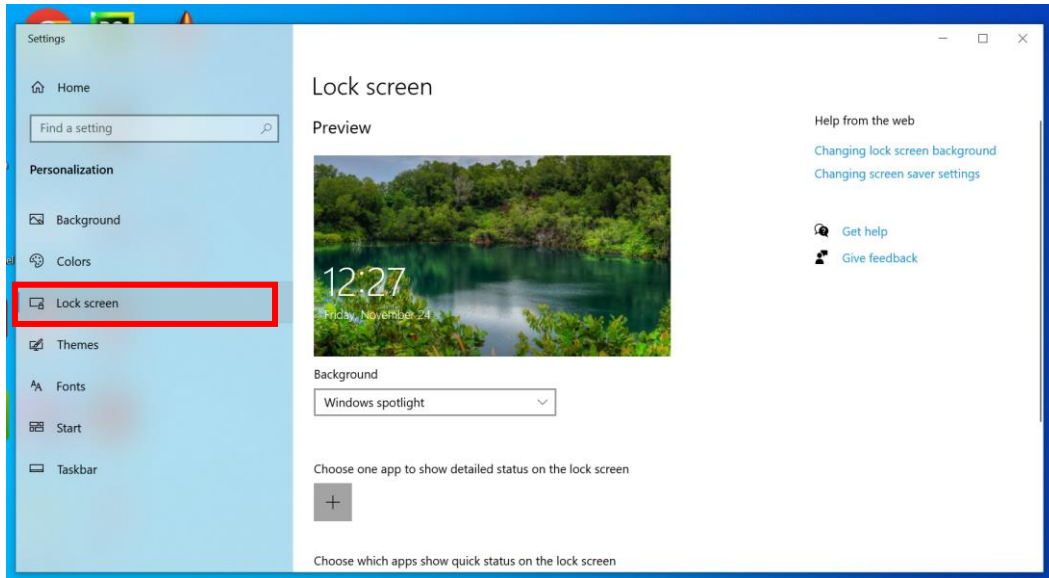 Settings
Home
Find a setting
Personalization
Background
Colors
Lock screen
Themes
Fonts
Start
Taskbar
Lock screen
Preview
12:27
Friday, November 24
Background
Windows spotlight
Choose one app to show detailed status on the lock screen
Choose which apps show quick status on the lock screen
Help from the web
Changing lock screen background
Changing screen saver settings
Get help
Give feedback